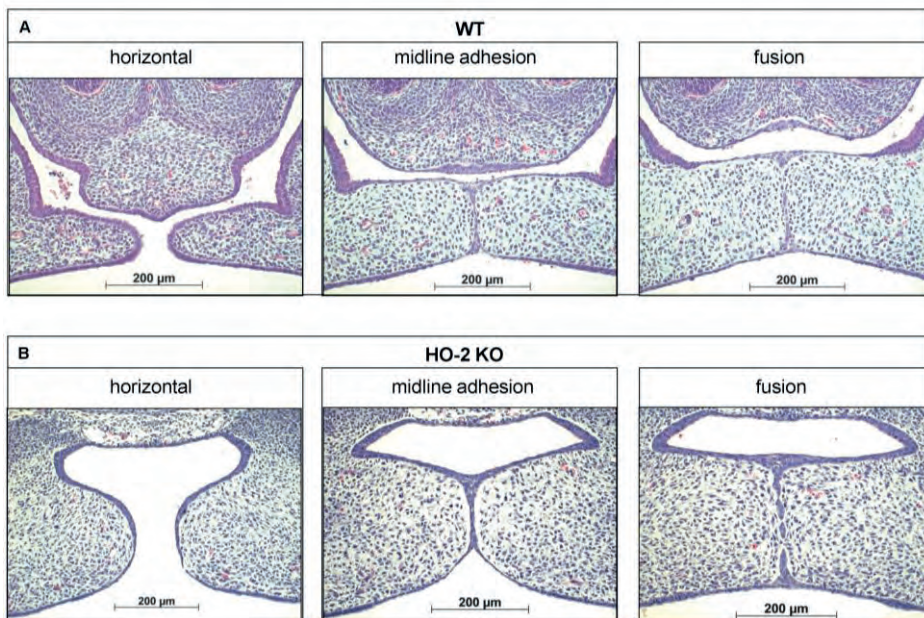 A
WT
horizontal
midline adhesion
fusion
200 µm
200 µm
200 µm
B
HO-2 KO
horizontal
midline adhesion
fusion
200 µm
200 µm
200 µm